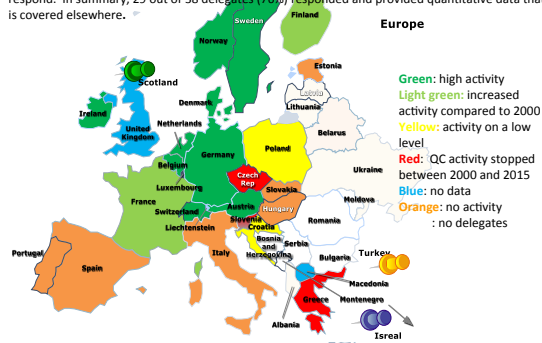 respond. In summary, 29 out of 38 delegates (76%) responded and provided quantitative data that
is covered elsewhere.
Europe
Sweden
Finland
Norway
Estonia
Scotland
Latvia
Denmark
Lithuania
Ireland
Netherlands
United
Kingdom
Belarus
Poland
Germany
Belgium
Czech
Rep
Ukraine
Luxembourg
Slovakia
France
Austria
Hungary
Moldova
Switzerland
Slovenia
Romania
Liechtenstein
Croatia
Bosnia
and
Herzegovina
Serbia
Portugal
Spain
Italy
Bulgaria
Turkey
Macedonia
Greece
Montenegro
Albania
Isreal
Green: high activity
Light green: increased
activity compared to 2000
Yellow: activity on a low
level
Red: QC activity stopped
between 2000 and 2015
Blue: no data
Orange: no activity
: no delegates